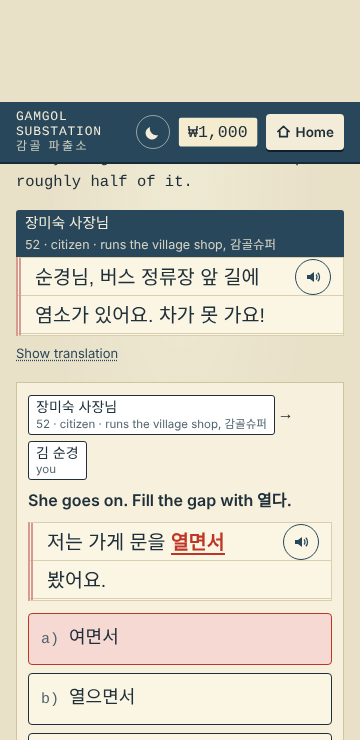 GAMGOL
SUBSTATION
감골 파출소
₩1,000
Home
roughly half of it.
장미숙 사장님
52 · citizen · runs the village shop, 감골슈퍼
순경님, 버스 정류장 앞 길에
염소가 있어요. 차가 못 가요!
Show translation
장미숙 사장님
52 · citizen · runs the village shop, 감골슈퍼
→
김 순경
you
She goes on. Fill the gap with 열다.
저는 가게 문을 열면서
봤어요.
a) 여면서
b) 열으면서